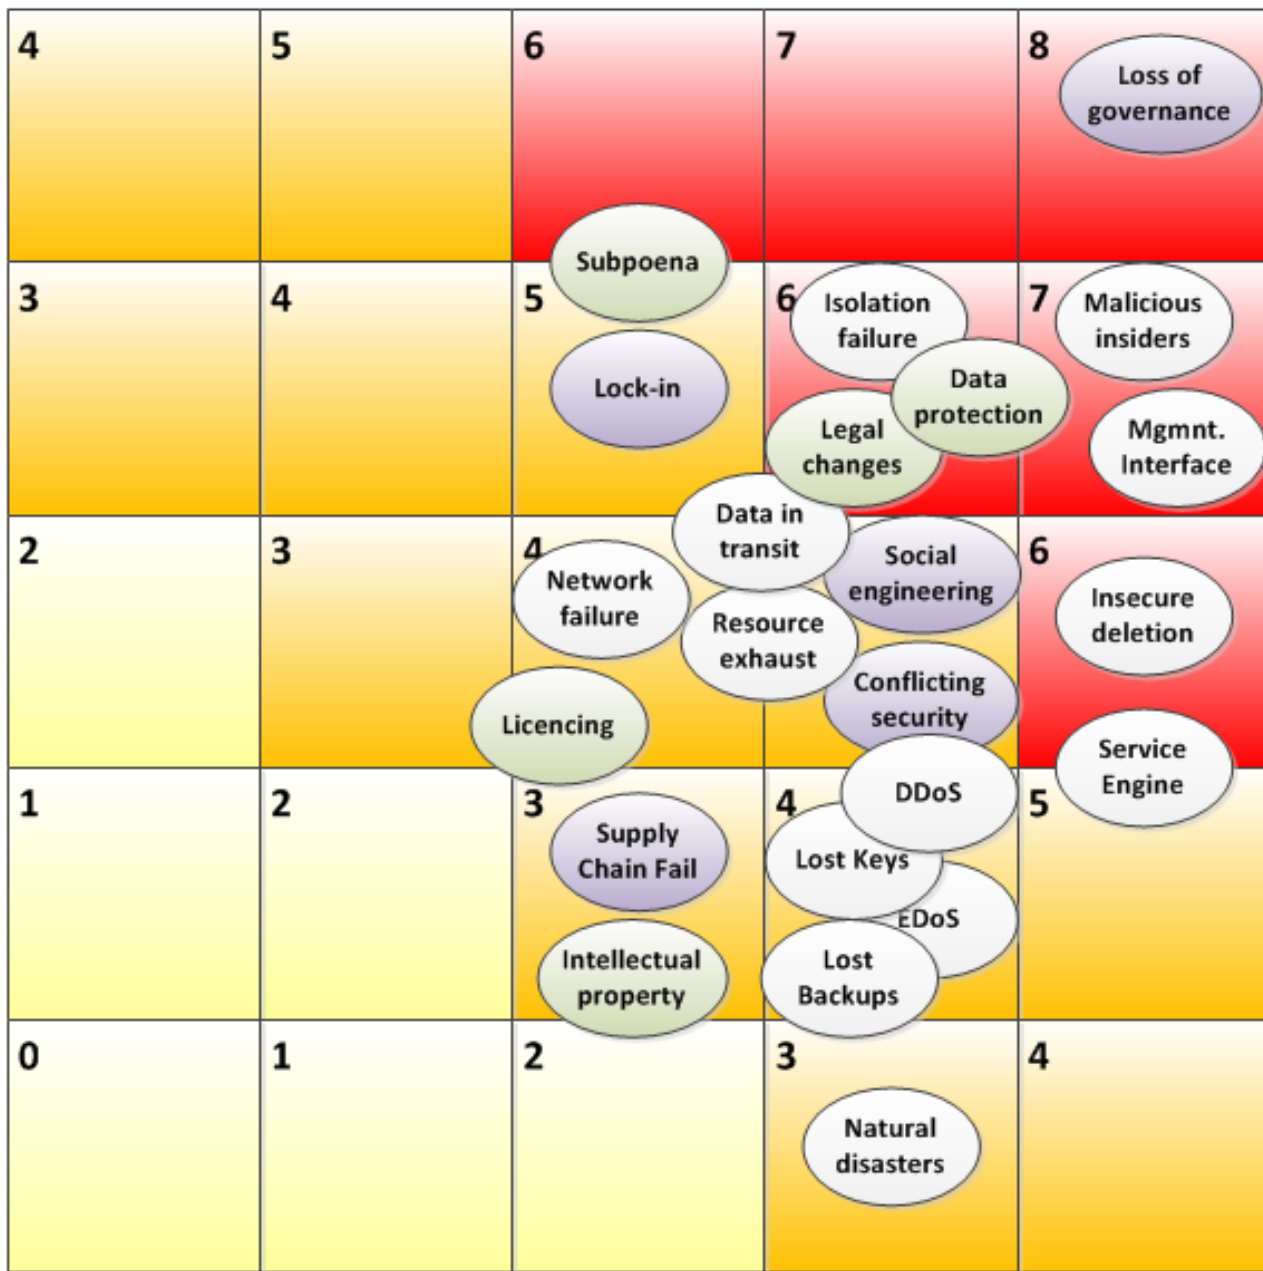 4
5
6
7
8
Loss of
governance
Subpoena
3
4
5
6
7
Isolation
failure
Malicious
insiders
Lock-in
Data
protection
Legal
changes
Mgmnt.
Interface
Data in
transit
2
3
4
6
Social
engineering
Network
failure
Resource
exhaust
Insecure
deletion
Conflicting
security
Licencing
Service
Engine
1
2
3
4
5
DDoS
Supply
Chain Fail
Lost Keys
EDoS
Intellectual
property
Lost
Backups
0
1
2
3
4
Natural
disasters